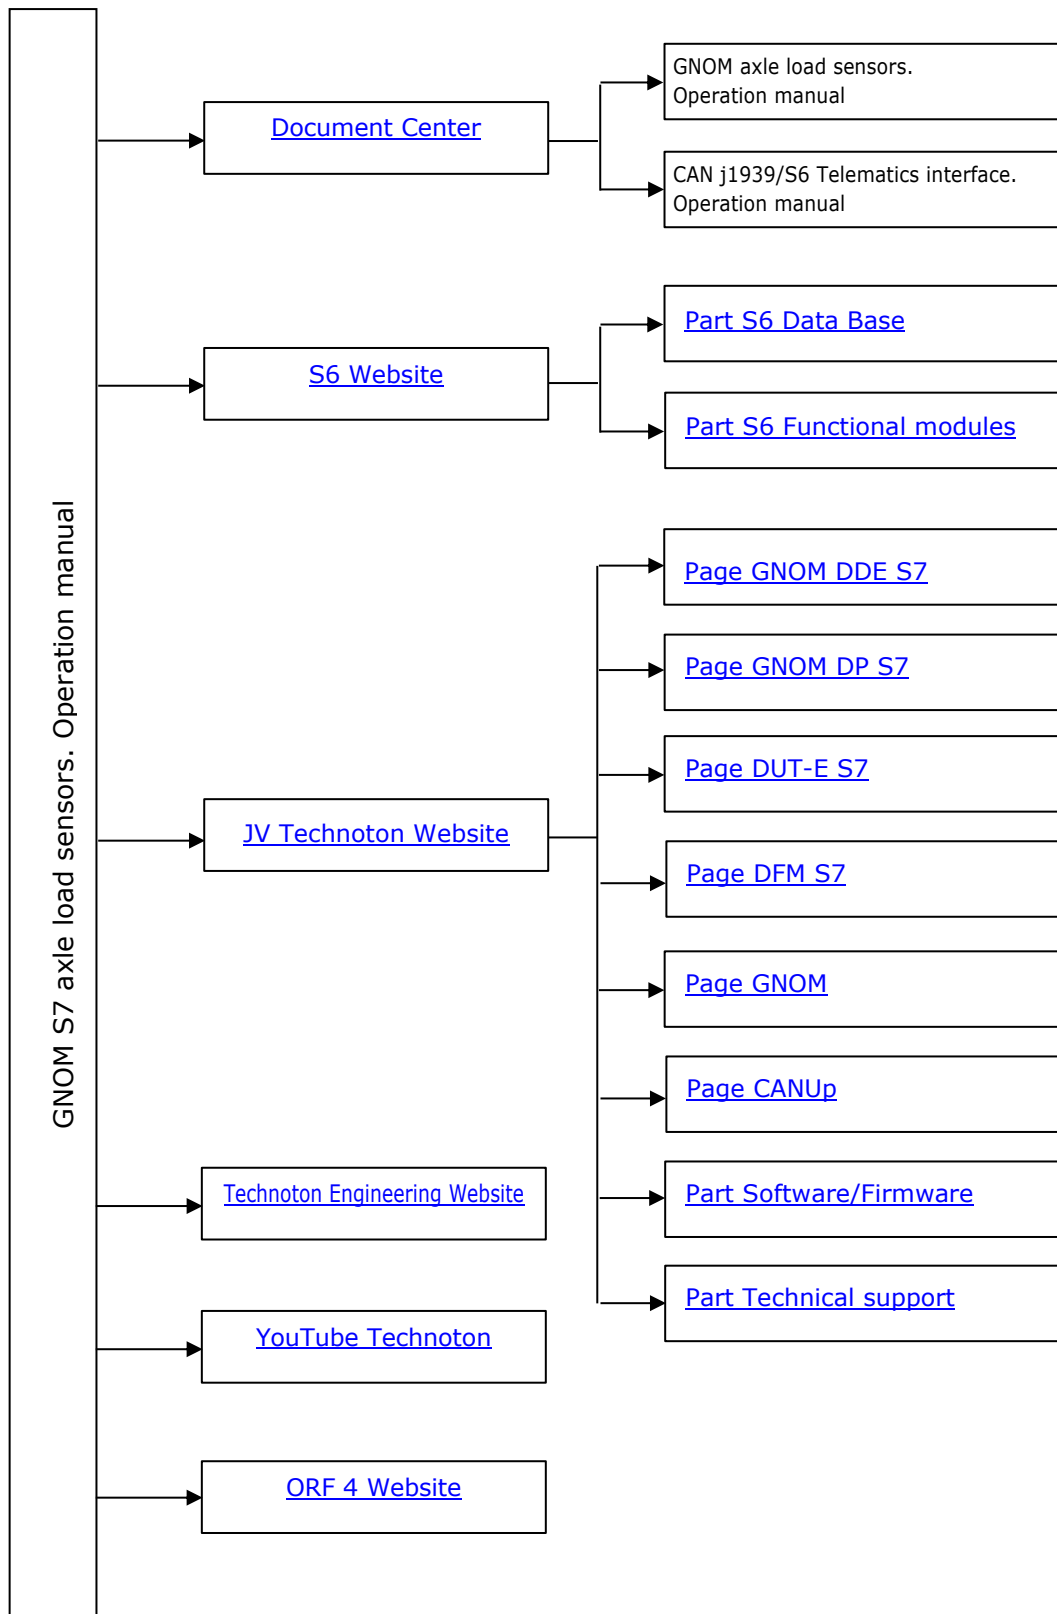 GNOM S7 axle load sensors. Operation manual
Document Center
GNOM axle load sensors.
Operation manual
CAN j1939/S6 Telematics interface.
Operation manual
S6 Website
Part S6 Data Base
Part S6 Functional modules
JV Technoton Website
Page GNOM DDE S7
Page GNOM DP S7
Page DUT-E S7
Page DFM S7
Page GNOM
Page CANUp
Part Software/Firmware
Part Technical support
Technoton Engineering Website
YouTube Technoton
ORF 4 Website